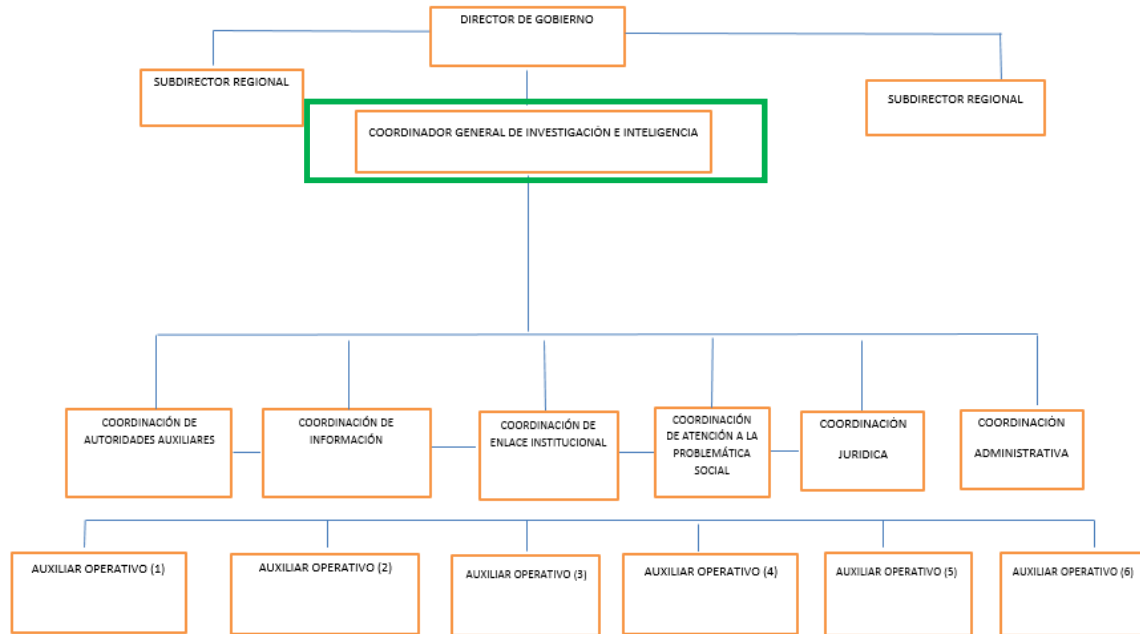 DIRECTOR DE GOBIERNO
SUBDIRECTOR REGIONAL
SUBDIRECTOR REGIONAL
COORDINADOR GENERAL DE INVESTIGACIÓN E INTELIGENCIA
COORDINACIÓN DE
AUTORIDADES AUXILIARES
COORDINACIÓN DE
INFORMACIÓN
COORDINACIÓN DE
ENLACE INSTITUCIONAL
COORDINACIÓN
DE ATENCIÓN A LA
PROBLEMÁTICA
SOCIAL
COORDINACIÓN
JURIDICA
COORDINACIÓN
ADMINISTRATIVA
AUXILIAR OPERATIVO (1)
AUXILIAR OPERATIVO (2)
AUXILIAR OPERATIVO (3)
AUXILIAR OPERATIVO (4)
AUXILIAR OPERATIVO (5)
AUXILIAR OPERATIVO (6)